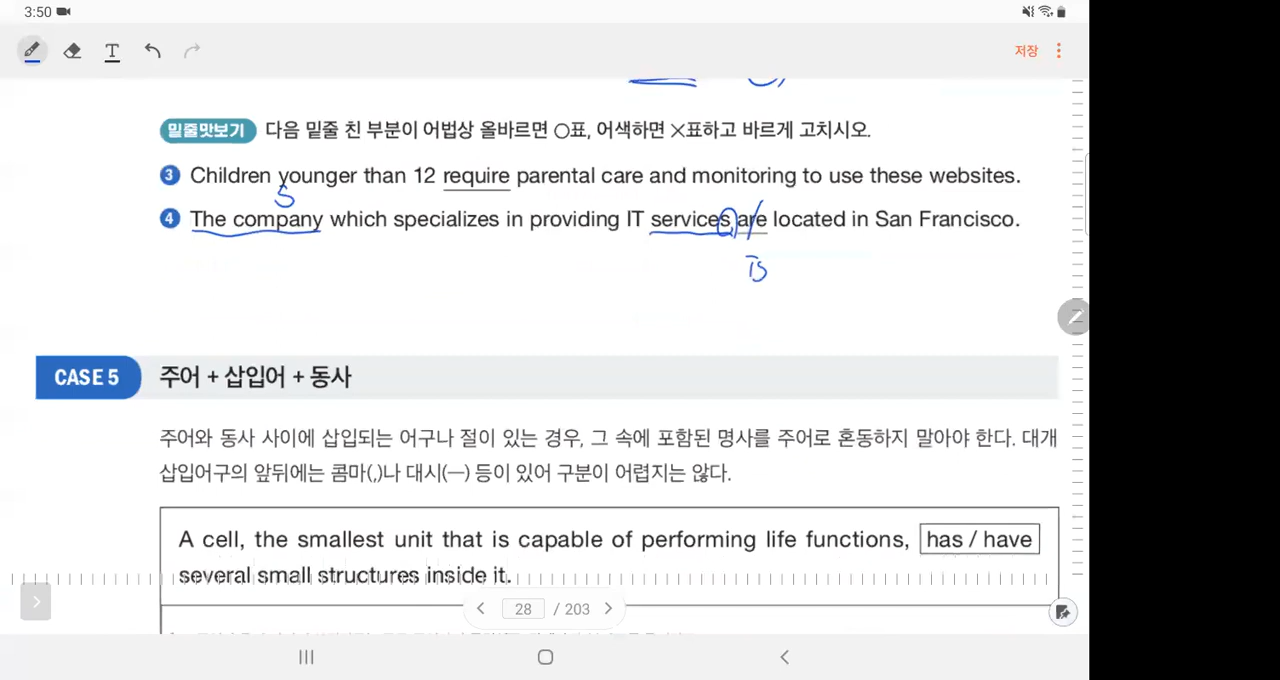 3:50
T
저장
밑줄맛보기 다음 밑줄 친 부분이 어법상 올바르면 ○표, 어색하면 ×표하고 바르게 고치시오.
3 Children younger than 12 require parental care and monitoring to use these websites.
S
4 The company which specializes in providing IT services are located in San Francisco.
is
CASE 5 주어 + 삽입어 + 동사
주어와 동사 사이에 삽입되는 어구나 절이 있는 경우, 그 속에 포함된 명사를 주어로 혼동하지 말아야 한다. 대개
삽입어구의 앞뒤에는 콤마(,)나 대시(—) 등이 있어 구분이 어렵지는 않다.
A cell, the smallest unit that is capable of performing life functions, has / have
several small structures inside it.
28 / 203